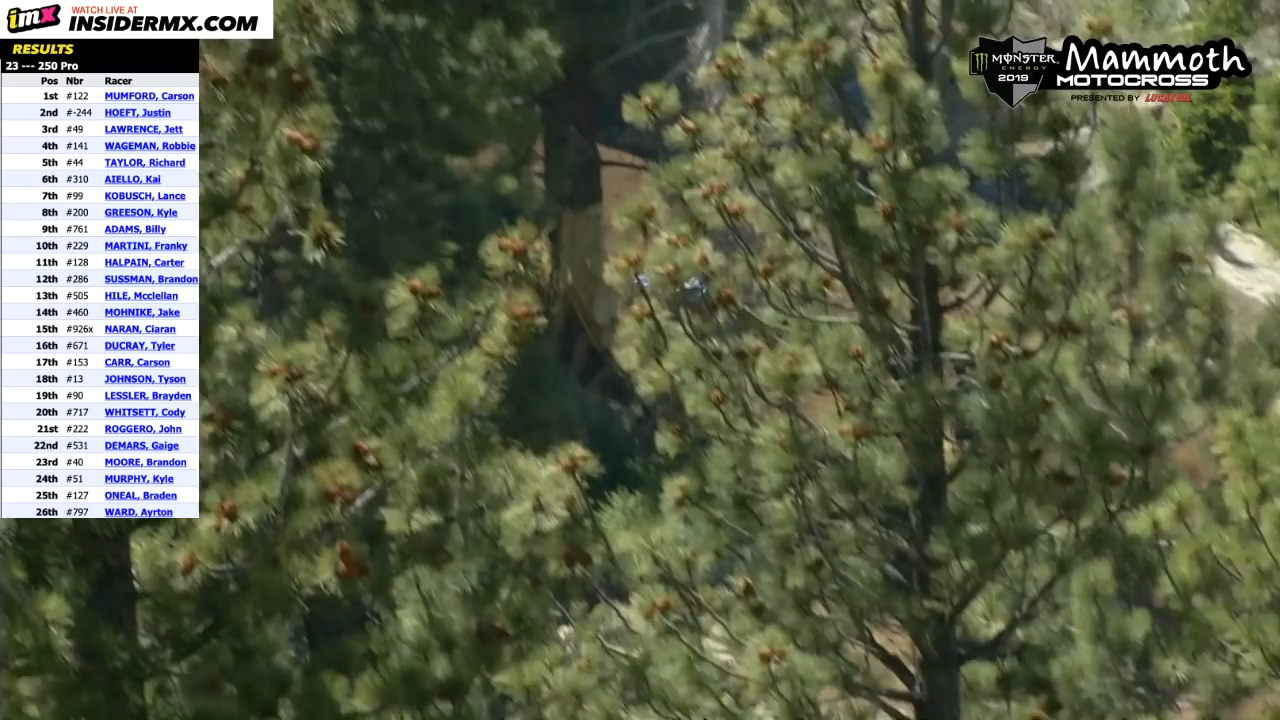 imx WATCH LIVE AT
INSIDERMX.COM
RESULTS
23 --- 250 Pro
Pos Nbr Racer
1st #122 MUMFORD, Carson
2nd #-244 HOEFT, Justin
3rd #49 LAWRENCE, Jett
4th #141 WAGEMAN, Robbie
5th #44 TAYLOR, Richard
6th #310 AIELLO, Kai
7th #99 KOBUSCH, Lance
8th #200 GREESON, Kyle
9th #761 ADAMS, Billy
10th #229 MARTINI, Franky
11th #128 HALPAIN, Carter
12th #286 SUSSMAN, Brandon
13th #505 HILE, Mcclellan
14th #460 MOHNIKE, Jake
15th #926x NARAN, Ciaran
16th #671 DUCRAY, Tyler
17th #153 CARR, Carson
18th #13 JOHNSON, Tyson
19th #90 LESSLER, Brayden
20th #717 WHITSETT, Cody
21st #222 ROGGERO, John
22nd #531 DEMARS, Gaige
23rd #40 MOORE, Brandon
24th #51 MURPHY, Kyle
25th #127 ONEAL, Braden
26th #797 WARD, Ayrton
MONSTER
ENERGY
2019
Mammoth
MOTOCROSS
PRESENTED BY LUCAS OIL